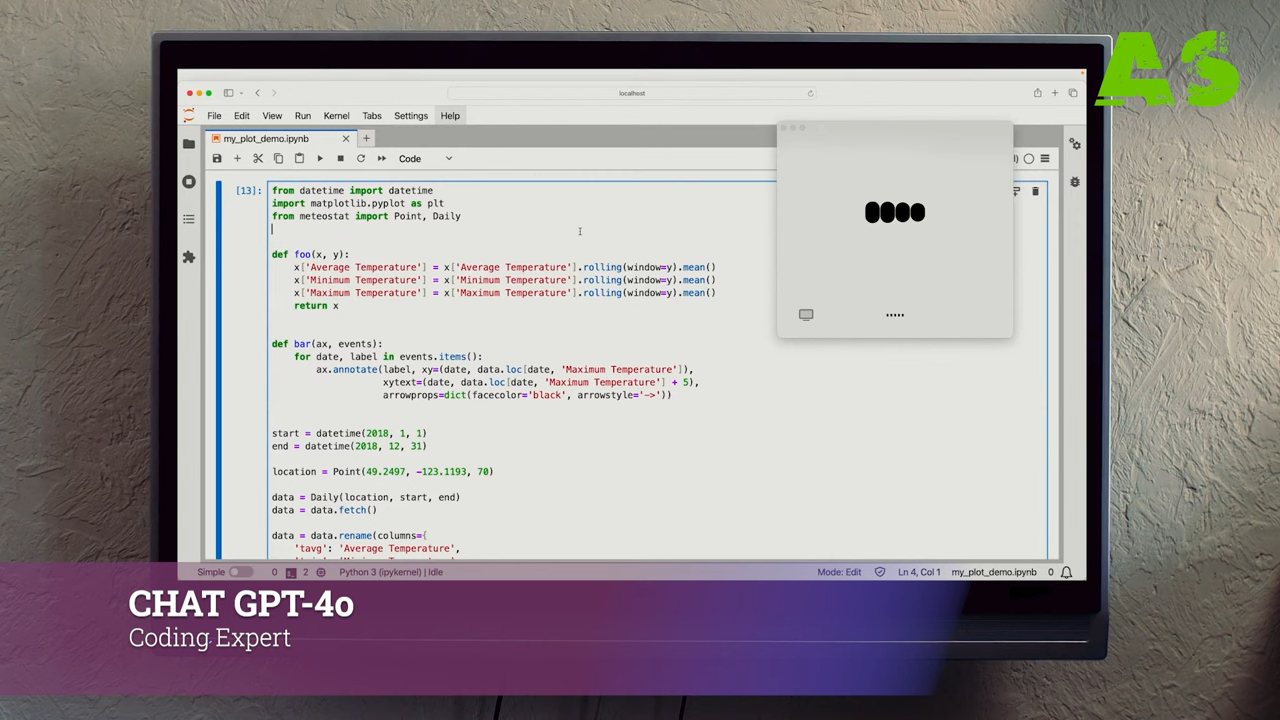 AS
localhost
File Edit View Run Kernel Tabs Settings Help
my_plot_demo.ipynb
Code
[13]:
from datetime import datetime
import matplotlib.pyplot as plt
from meteostat import Point, Daily
def foo(x, y):
x['Average Temperature'] = x['Average Temperature'].rolling(window=y).mean()
x['Minimum Temperature'] = x['Minimum Temperature'].rolling(window=y).mean()
x['Maximum Temperature'] = x['Maximum Temperature'].rolling(window=y).mean()
return x
def bar(ax, events):
for date, label in events.items():
ax.annotate(label, xy=(date, data.loc[date, 'Maximum Temperature']),
xytext=(date, data.loc[date, 'Maximum Temperature'] + 5),
arrowprops=dict(facecolor='black', arrowstyle='->'))
start = datetime(2018, 1, 1)
end = datetime(2018, 12, 31)
location = Point(49.2497, -123.1193, 70)
data = Daily(location, start, end)
data = data.fetch()
data = data.rename(columns={
'tavg': 'Average Temperature',
Simple 0 2 Python 3 (ipykernel) | Idle Mode: Edit Ln 4, Col 1 my_plot_demo.ipynb 0
CHAT GPT-4o
Coding Expert